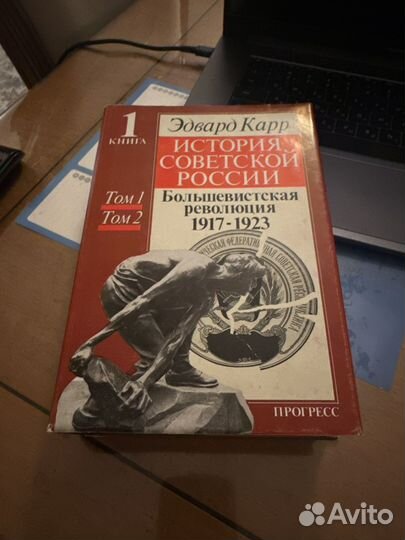 1
КНИГА
Эдвард Карр
ИСТОРИЯ
СОВЕТСКОЙ
РОССИИ
Том 1
Том 2
Большевистская
революция
1917-1923
ПРОГРЕСС
Avito